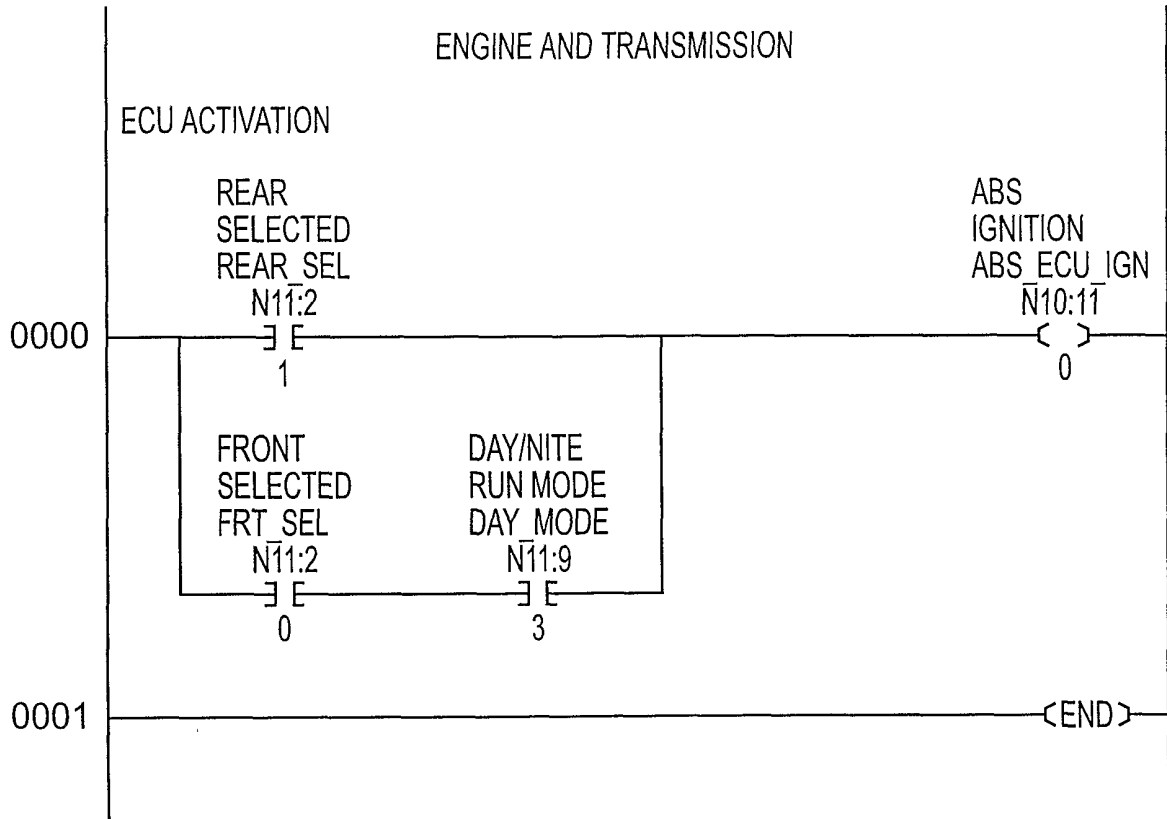 ENGINE AND TRANSMISSION
ECU ACTIVATION
REAR
SELECTED
REAR_SEL
N11:2
1
ABS
IGNITION
ABS_ECU_IGN
N10:11
0
0000
FRONT
SELECTED
FRT_SEL
N11:2
0
DAY/NITE
RUN MODE
DAY_MODE
N11:9
3
0001
END